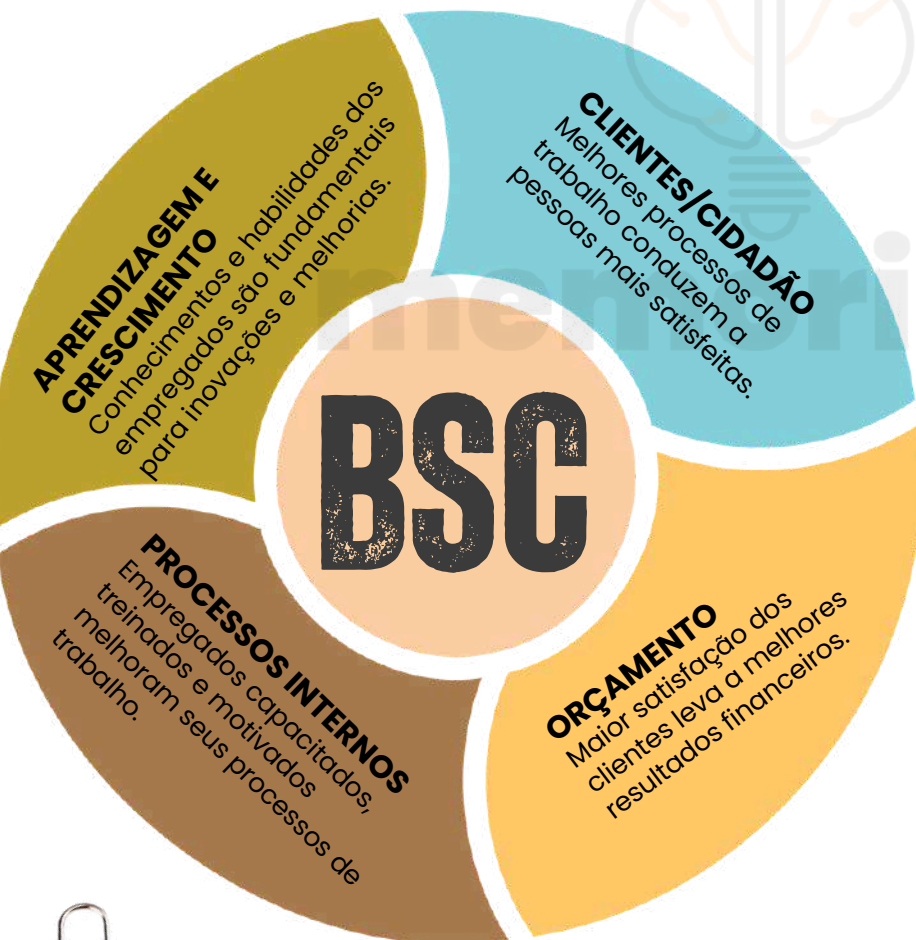 APRENDIZAGEM E
CRESCIMENTO
Conhecimentos e habilidades dos
empregados são fundamentais
para inovações e melhorias.
CLIENTES/CIDADÃO
Melhores processos de
trabalho conduzem a
pessoas mais satisfeitas.
memori
BSC
PROCESSOS INTERNOS
Empregados capacitados,
treinados e motivados
melhoram seus processos de
trabalho.
ORÇAMENTO
Maior satisfação dos
clientes leva a melhores
resultados financeiros.